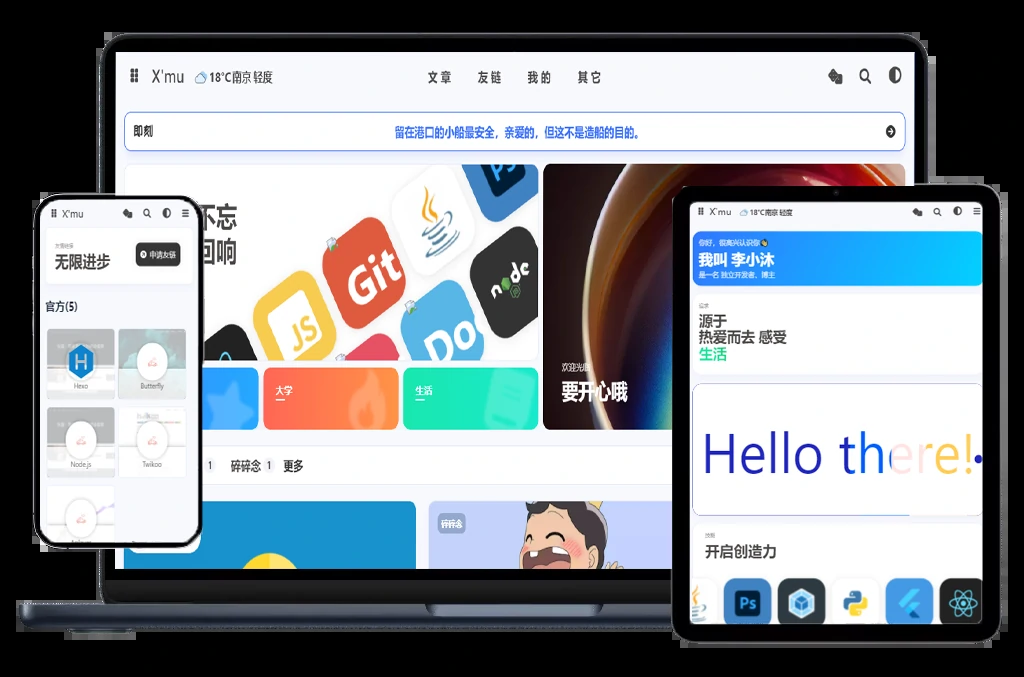 X'mu
18℃南京 轻度
文章
友链
我的
其它
即刻
留在港口的小船最安全，亲爱的，但这不是造船的目的。
不忘
回响
Ps
Git
node
JS
Do
欢迎光临
要开心哦
大学
生活
1
碎碎念 1
更多
碎碎念
X'mu
无限进步
申请友链
官方(5)
H
Hexo
Butterfly
Node.js
Twikoo
X'mu
18℃南京 轻度
你好，很高兴认识你👋
我叫 李小沐
是一名 独立开发者、博主
源于
热爱而去 感受
生活
Hello there!
开启创造力
Ps